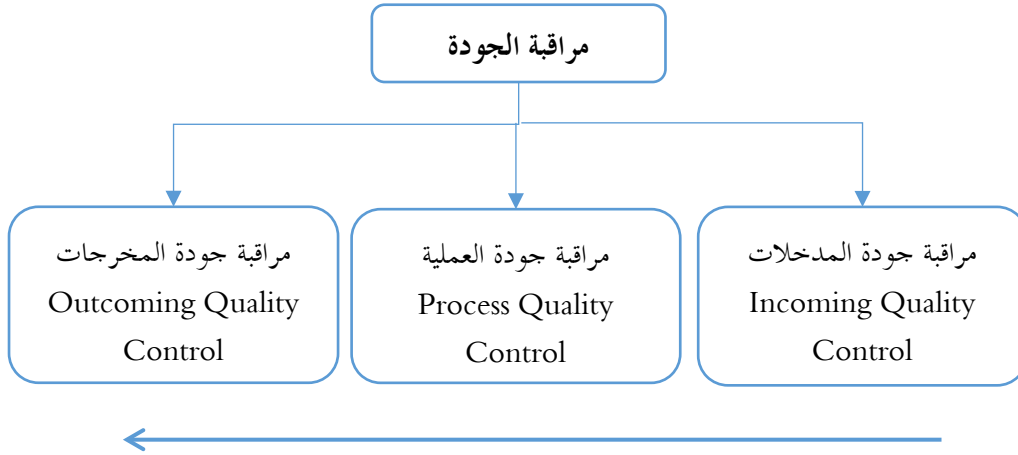 مراقبة الجودة
مراقبة جودة المدخلات
Incoming Quality
Control
مراقبة جودة العملية
Process Quality
Control
مراقبة جودة المخرجات
Outcoming Quality
Control